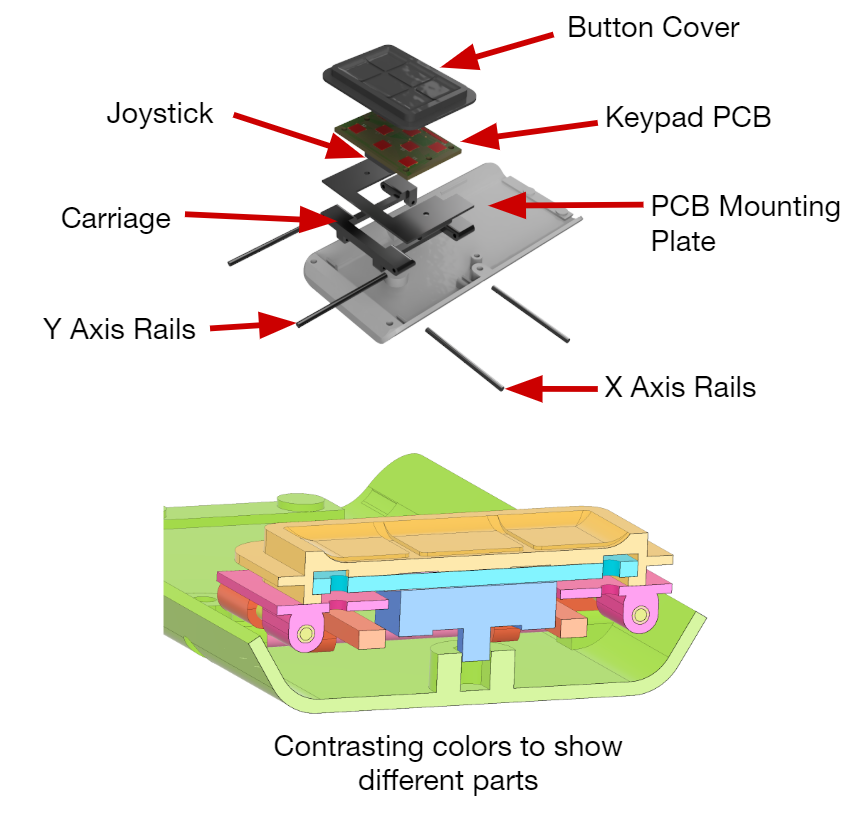 Button Cover
Joystick
Keypad PCB
Carriage
PCB Mounting
Plate
Y Axis Rails
X Axis Rails
Contrasting colors to show
different parts